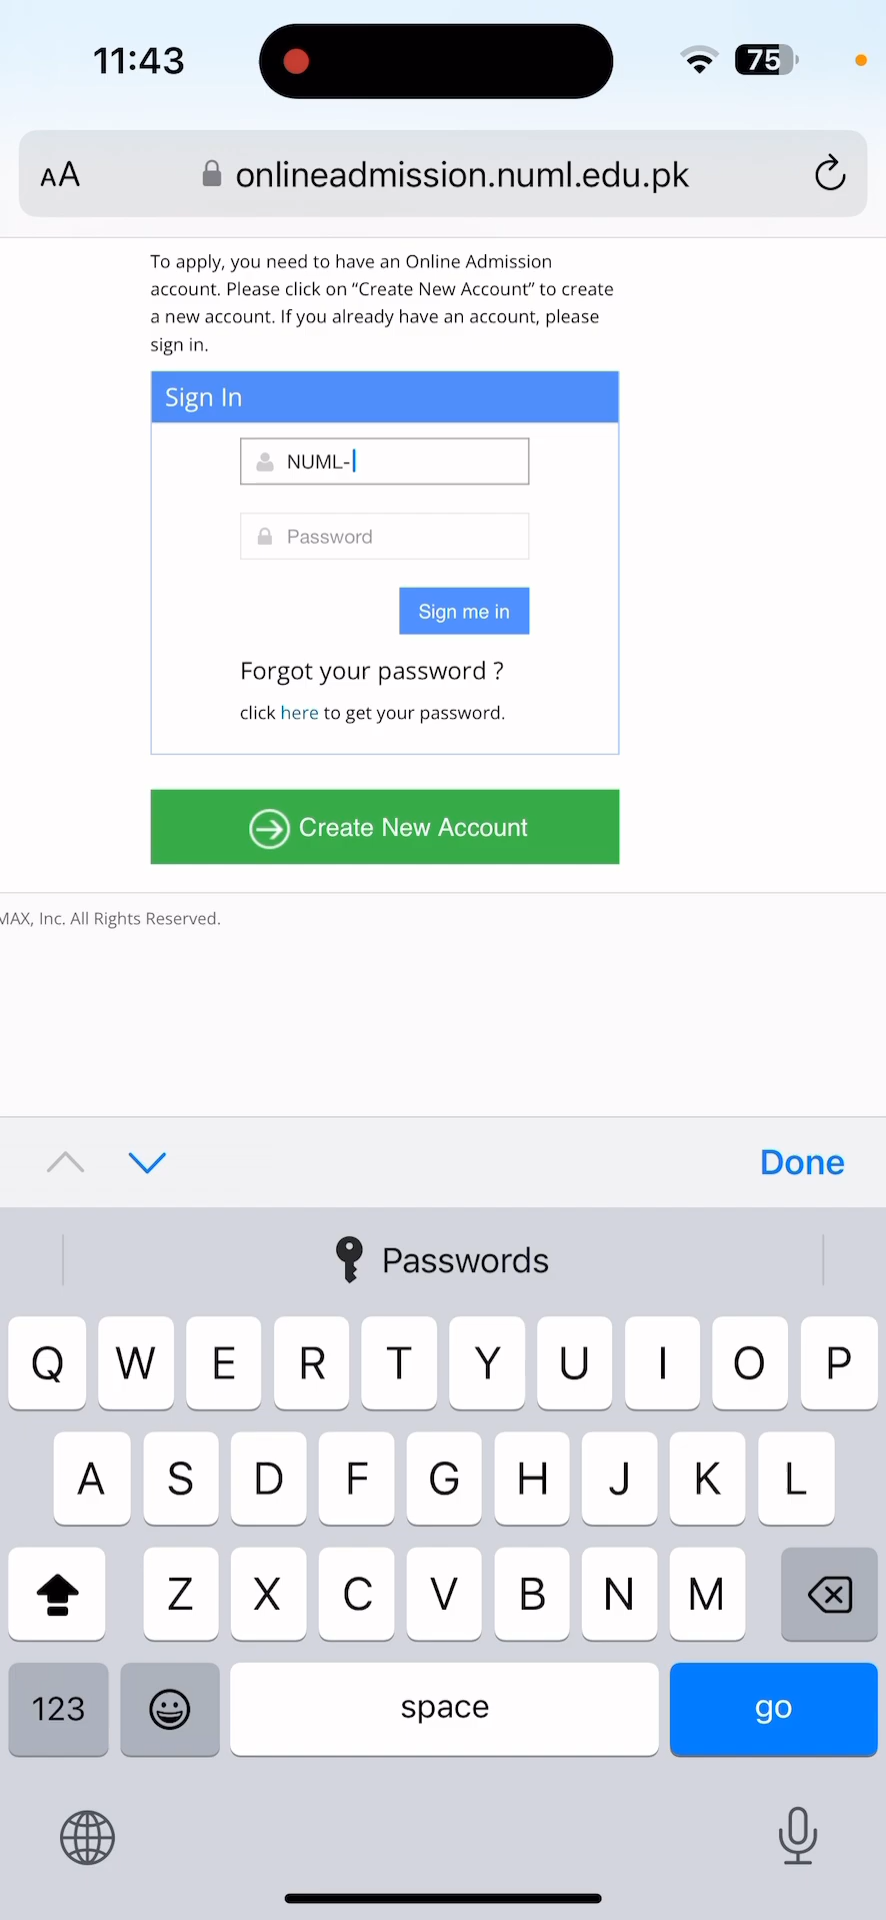 11:43
75
AA
onlineadmission.numl.edu.pk
To apply, you need to have an Online Admission
account. Please click on “Create New Account” to create
a new account. If you already have an account, please
sign in.
Sign In
NUML-
Password
Sign me in
Forgot your password ?
click here to get your password.
Create New Account
MAX, Inc. All Rights Reserved.
Done
Passwords
Q W E R T Y U I O P
A S D F G H J K L
Z X C V B N M
123 space go